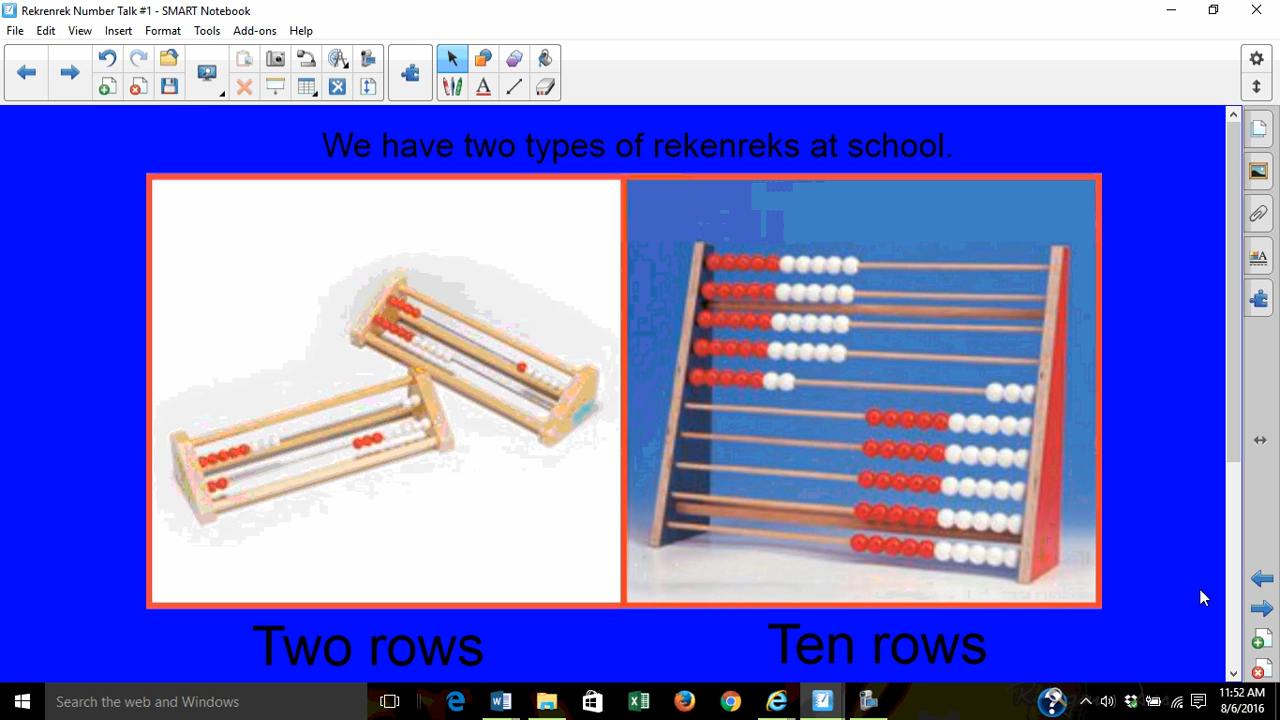 Rekrenrek Number Talk #1 - SMART Notebook
File Edit View Insert Format Tools Add-ons Help
We have two types of rekenreks at school.
Two rows
Ten rows
Search the web and Windows
11:52 AM
8/6/2016